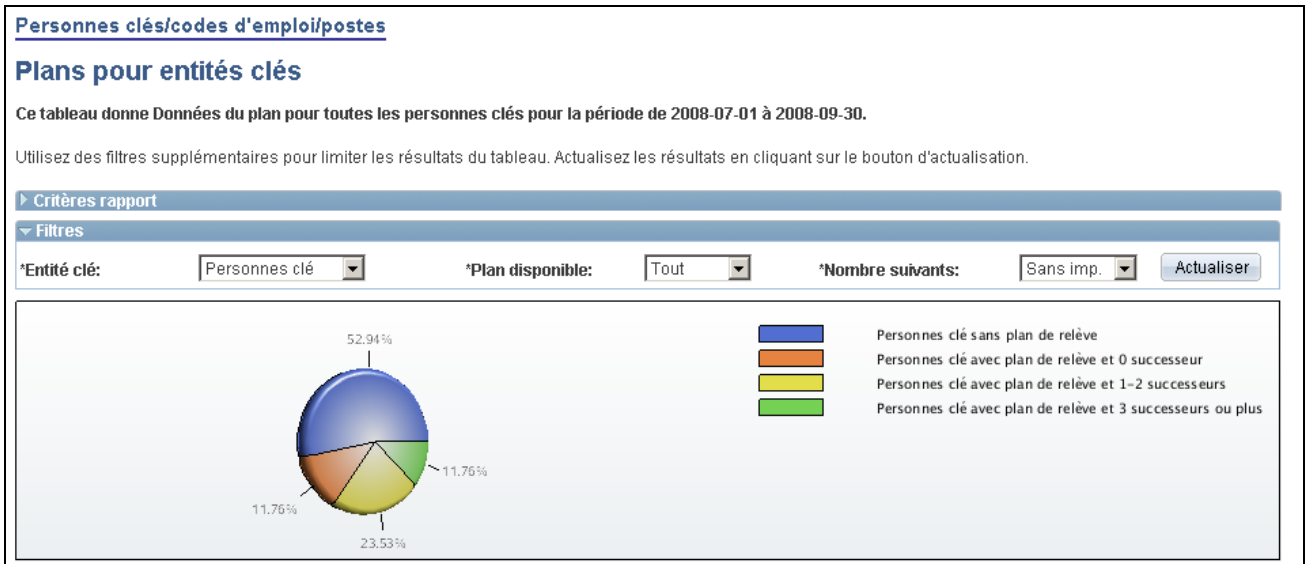 Personnes clés/codes d'emploi/postes
Plans pour entités clés
Ce tableau donne Données du plan pour toutes les personnes clés pour la période de 2008-07-01 à 2008-09-30.
Utilisez des filtres supplémentaires pour limiter les résultats du tableau. Actualisez les résultats en cliquant sur le bouton d'actualisation.
Critères rapport
Filtres
*Entité clé: Personnes clé *Plan disponible: Tout *Nombre suivants: Sans imp. Actualiser
52.94%
11.76%
11.76%
23.53%
Personnes clé sans plan de relève
Personnes clé avec plan de relève et 0 successeur
Personnes clé avec plan de relève et 1-2 successeurs
Personnes clé avec plan de relève et 3 successeurs ou plus